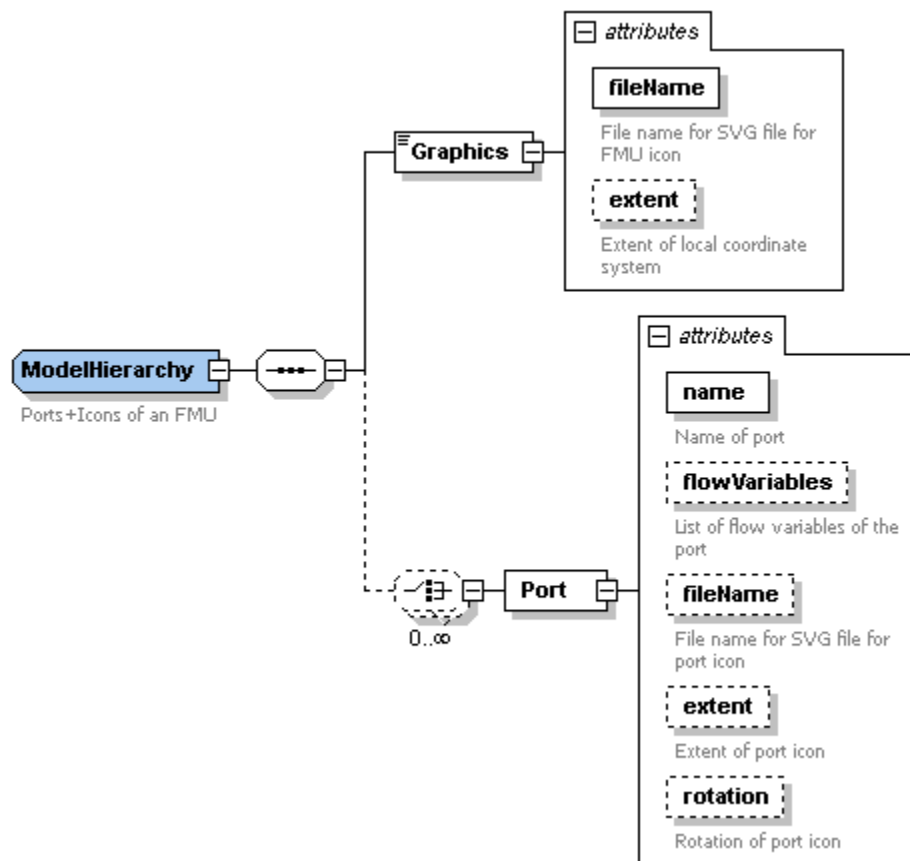 attributes
fileName
File name for SVG file for
FMU icon
extent
Extent of local coordinate
system
Graphics
ModelHierarchy
Ports+Icons of an FMU
attributes
name
Name of port
flowVariables
List of flow variables of the
port
fileName
File name for SVG file for
port icon
extent
Extent of port icon
rotation
Rotation of port icon
Port
0..∞